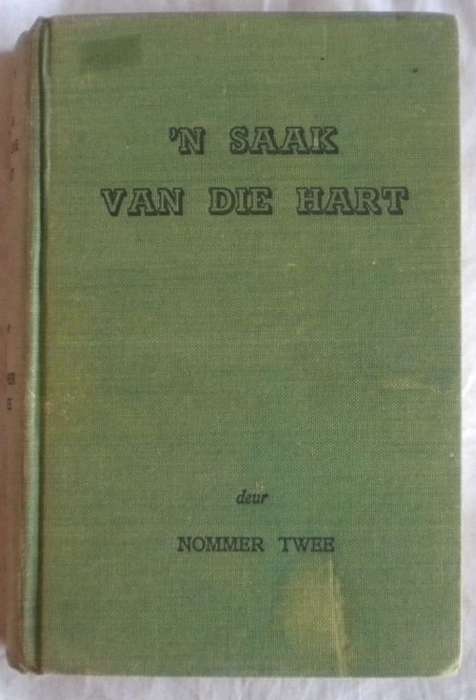 'N SAAK
VAN DIE HART
deur
NOMMER TWEE